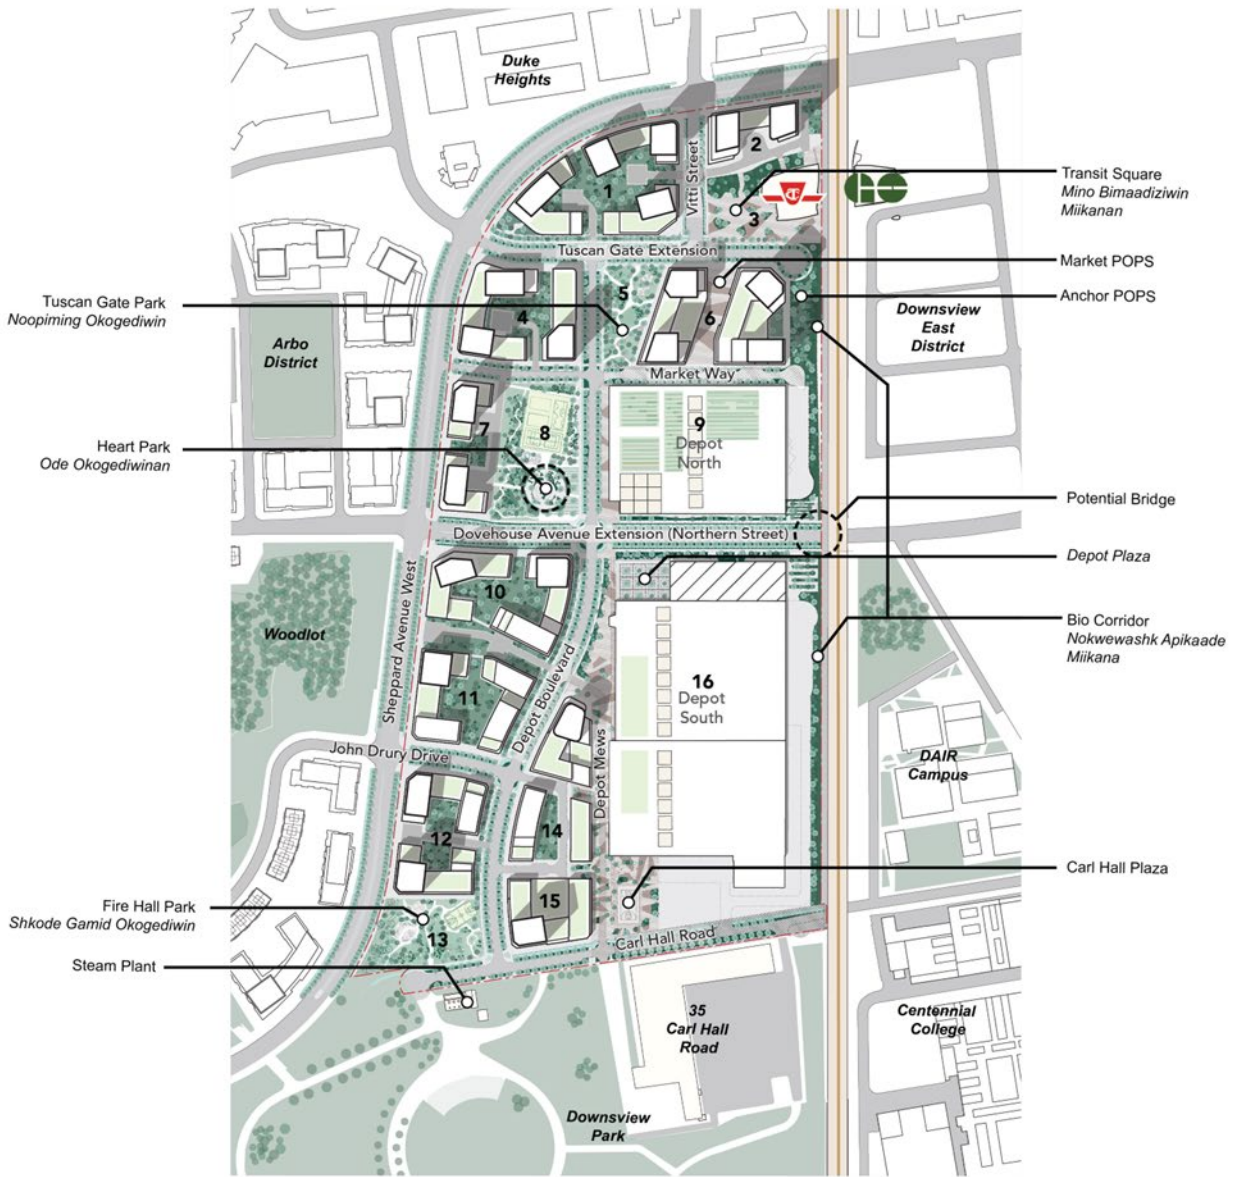 Duke
Heights
Transit Square
Mino Bimaadiziwin
Miikanan
Market POPS
Anchor POPS
Tuscan Gate Park
Noopiming Okogediwin
Heart Park
Ode Okogediwinan
Potential Bridge
Depot Plaza
Bio Corridor
Nokwewashk Apikaade
Miikana
Carl Hall Plaza
Fire Hall Park
Shkode Gamid Okogediwin
Steam Plant
1
2
3
4
5
6
7
8
9
10
11
12
13
14
15
16
Vitti Street
TTC
GO
Tuscan Gate Extension
Market Way
Depot
North
Dovehouse Avenue Extension (Northern Street)
Sheppard Avenue West
Depot Boulevard
Depot Mews
Depot
South
John Drury Drive
Carl Hall Road
Arbo
District
Downsview
East
District
Woodlot
DAIR
Campus
35
Carl Hall
Road
Centennial
College
Downsview
Park